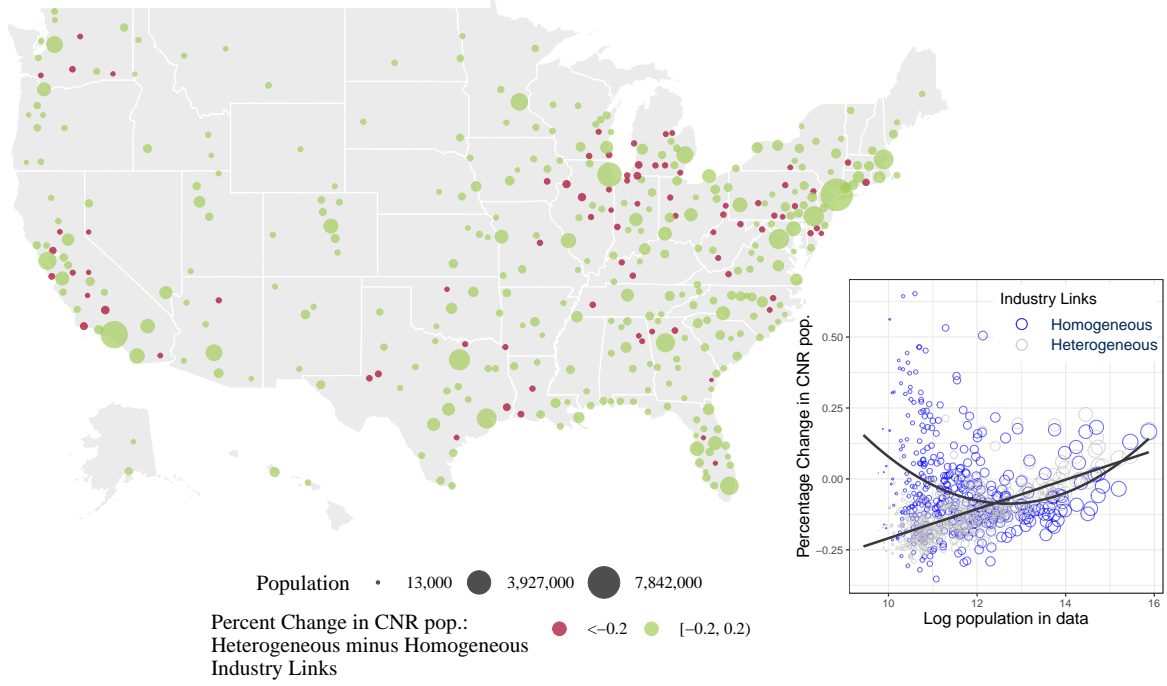 Industry Links
Homogeneous
Heterogeneous
Percentage Change in CNR pop.
0.50
0.25
0.00
−0.25
10
12
14
16
Log population in data
Population
13,000
3,927,000
7,842,000
Percent Change in CNR pop.:
Heterogeneous minus Homogeneous
Industry Links
<−0.2
[−0.2, 0.2)